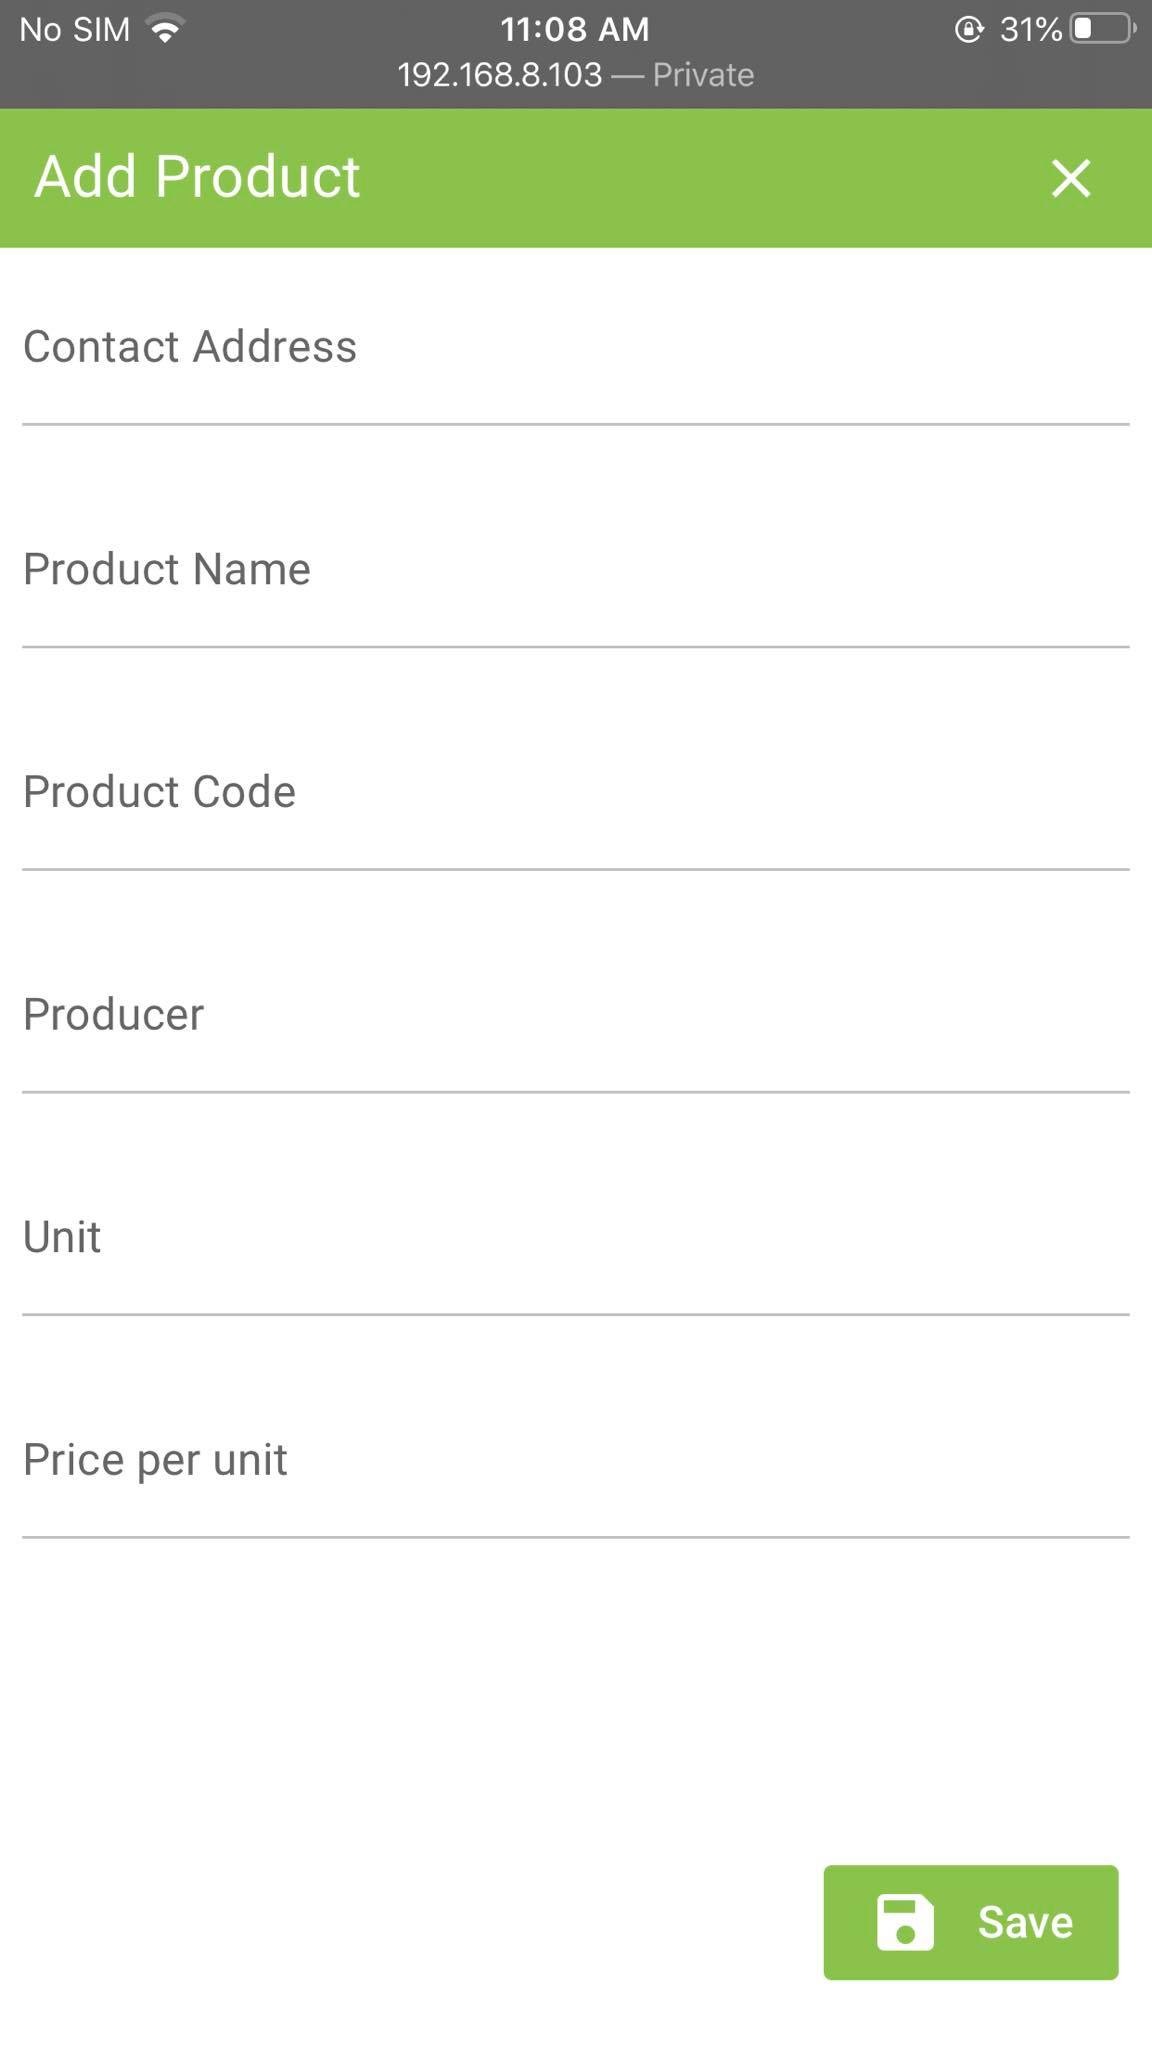 No SIM 11:08 AM 31%
192.168.8.103 — Private
Add Product
Contact Address
Product Name
Product Code
Producer
Unit
Price per unit
Save